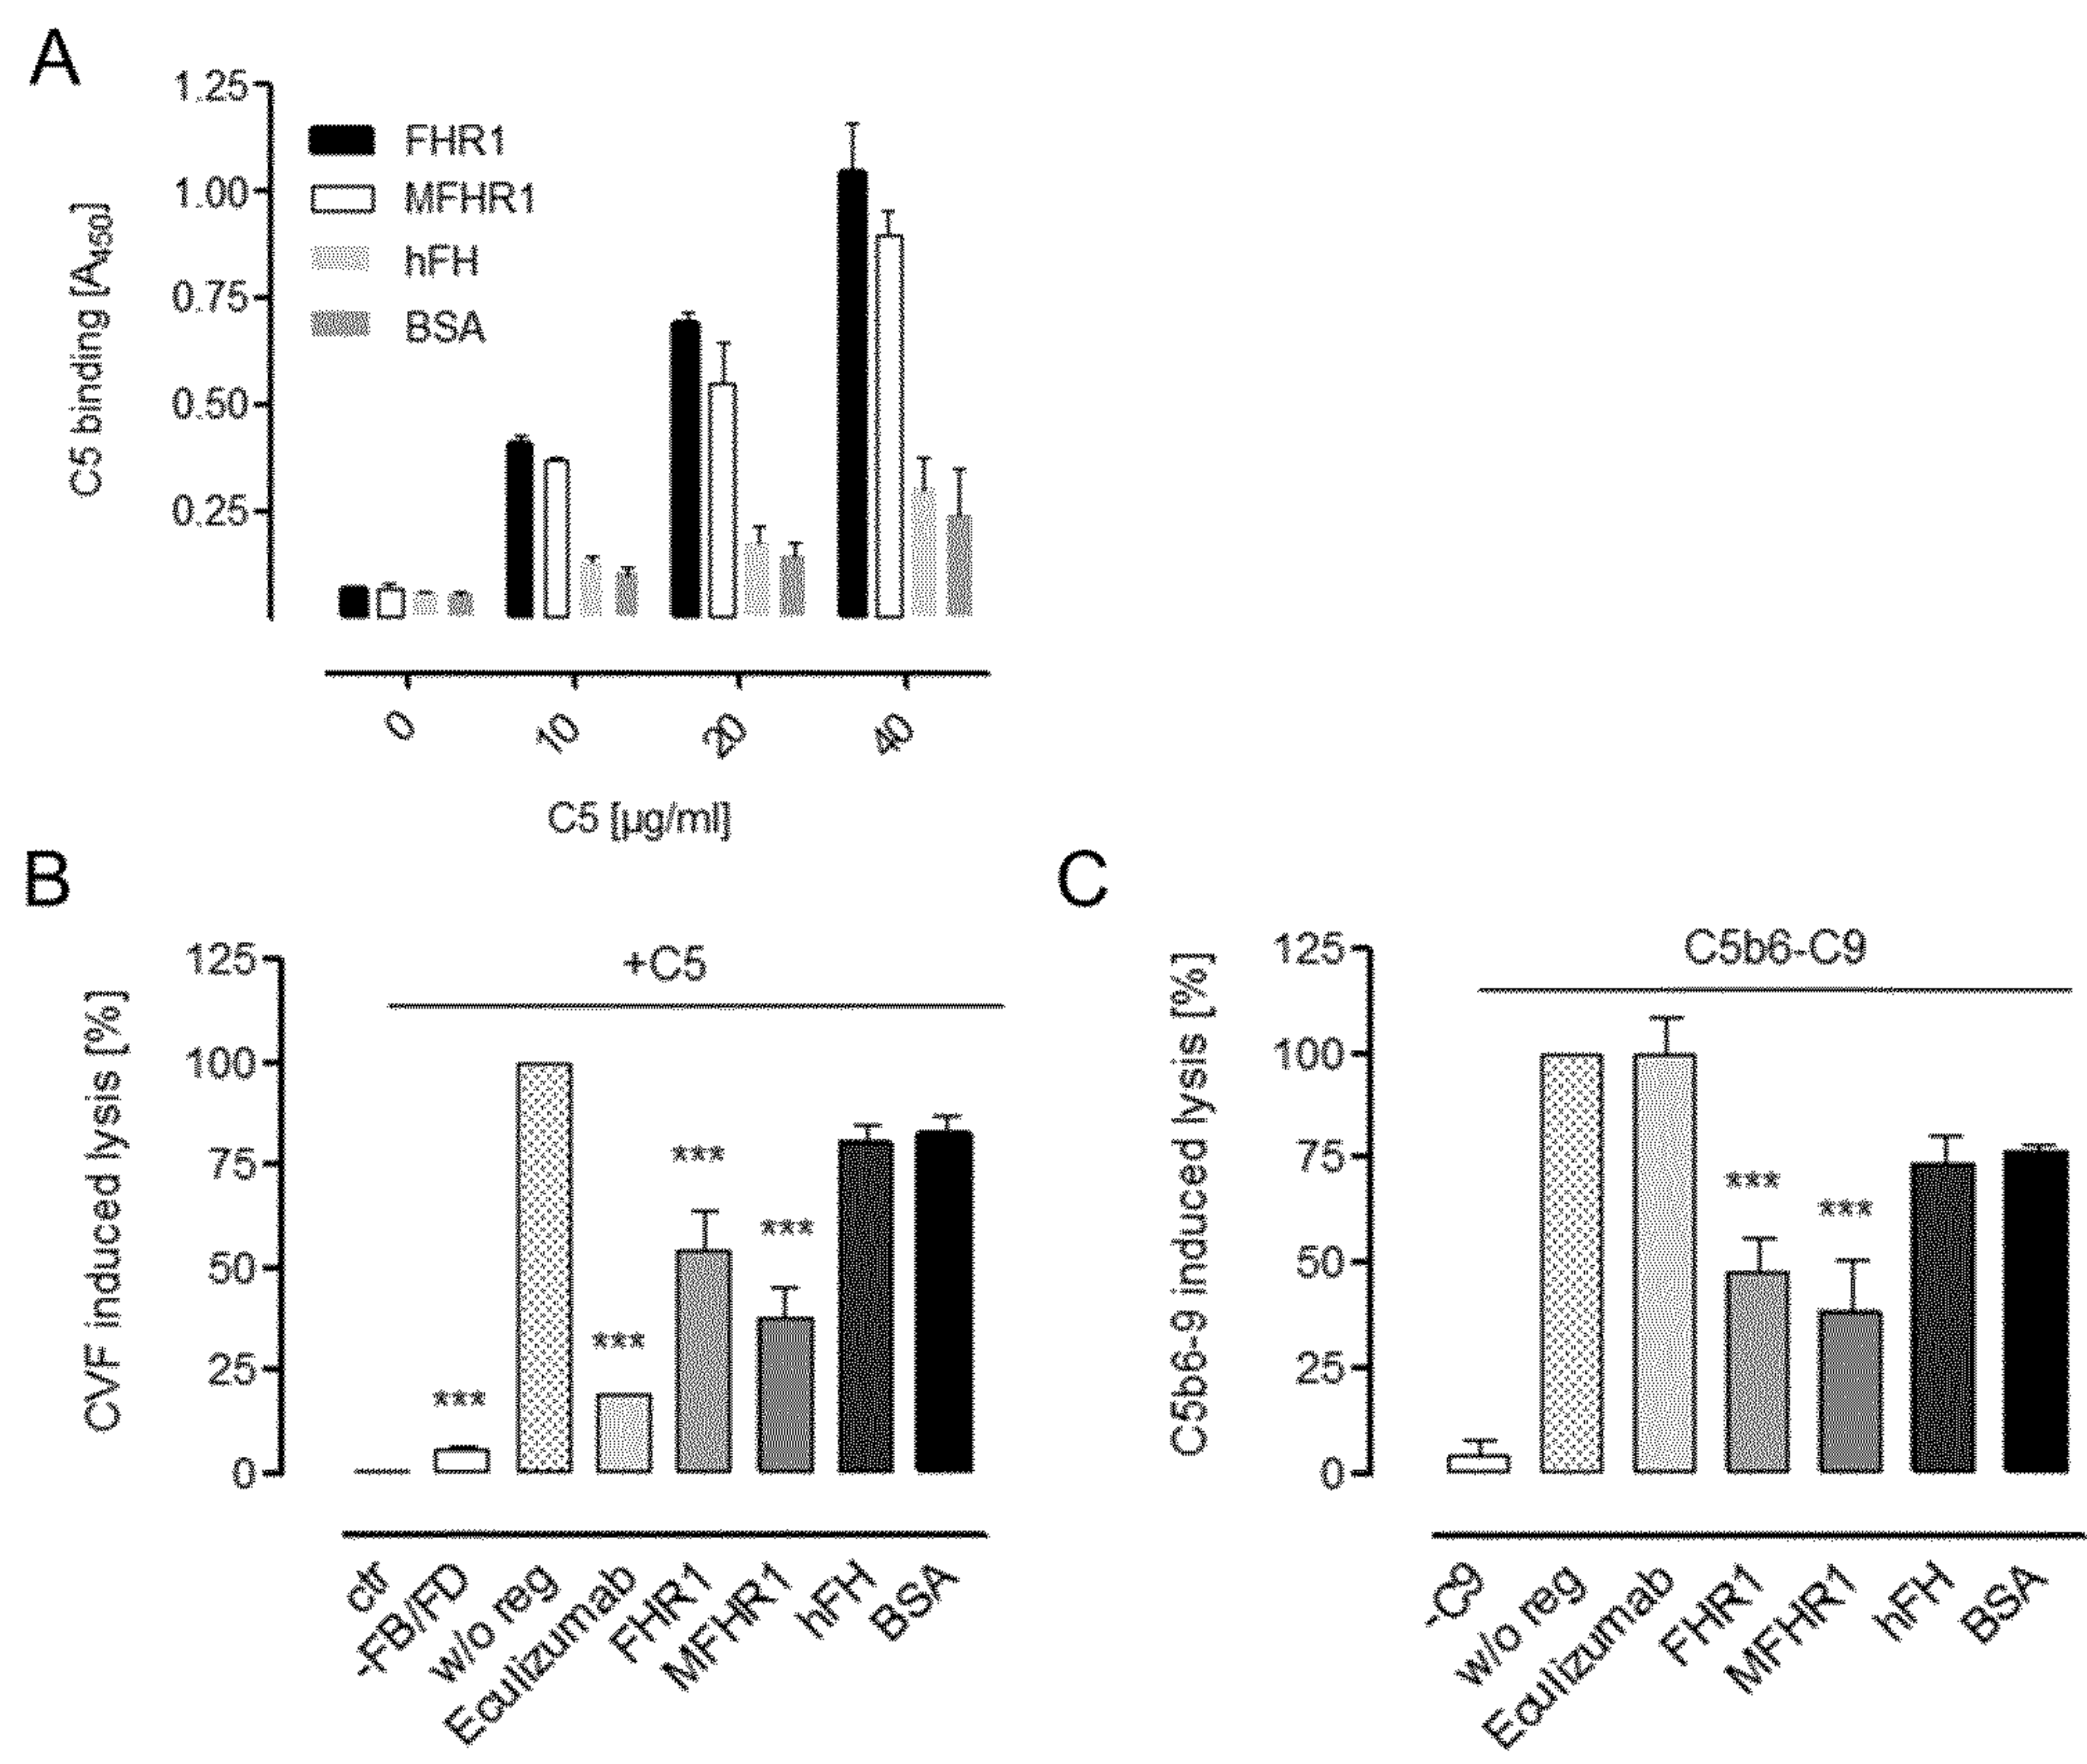 A
1.25
1.00
0.75
0.50
0.25
C5 binding [A450]
FHR1
MFHR1
hFH
BSA
0
10
20
40
C5 [µg/ml]
B
125
100
75
50
25
0
CVF induced lysis [%]
+C5
***
***
***
***
ctr
-FB/FD
w/o reg
Eculizumab
FHR1
MFHR1
hFH
BSA
C
125
100
75
50
25
0
C5b6-9 induced lysis [%]
C5b6-C9
***
***
-C9
w/o reg
Eculizumab
FHR1
MFHR1
hFH
BSA